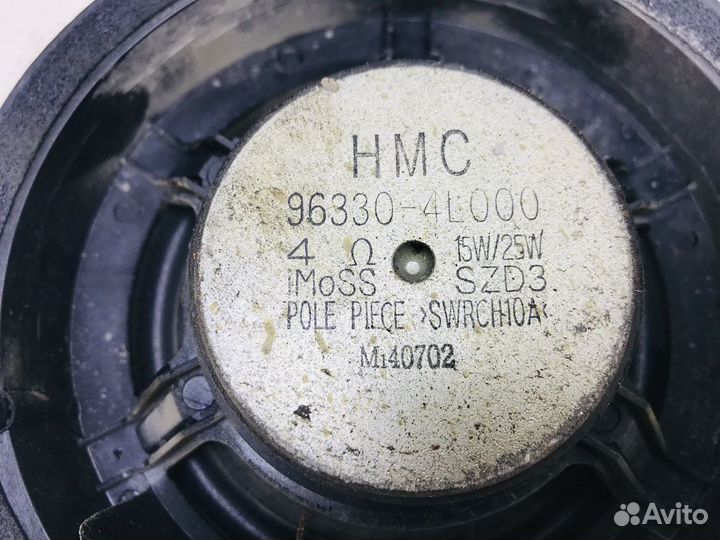 HMC
96330-4L000
4 Ω 15W/25W
iMoSS SZD3
POLE PIECE >SWRCH10A<
M140702
Avito